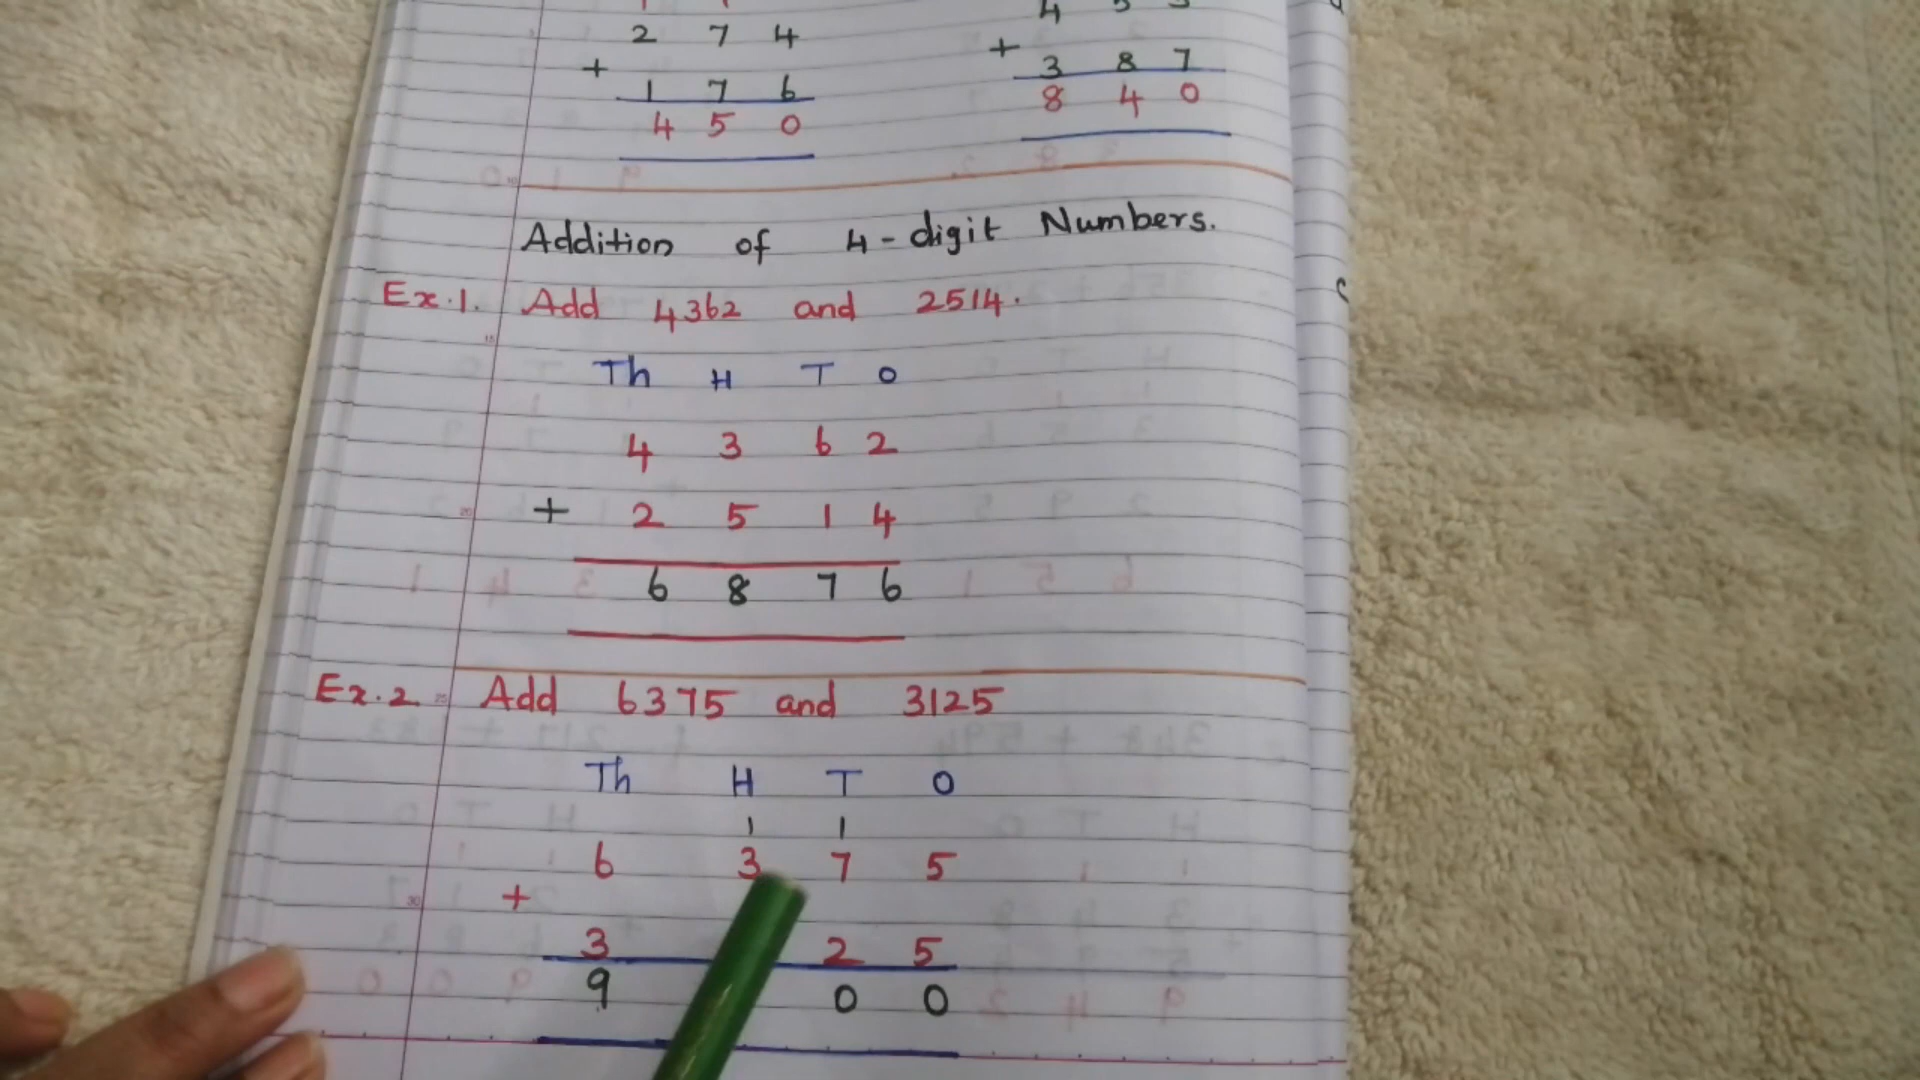 2 7 4
+
1 7 6
4 5 0
+
3 8 7
8 4 0
Addition of 4-digit Numbers.
Ex.1. Add 4362 and 2514.
Th H T O
4 3 6 2
+ 2 5 1 4
6 8 7 6
Ex.2 Add 6375 and 3125
Th H T O
1 1
6 3 7 5
+
3 2 5
9 0 0